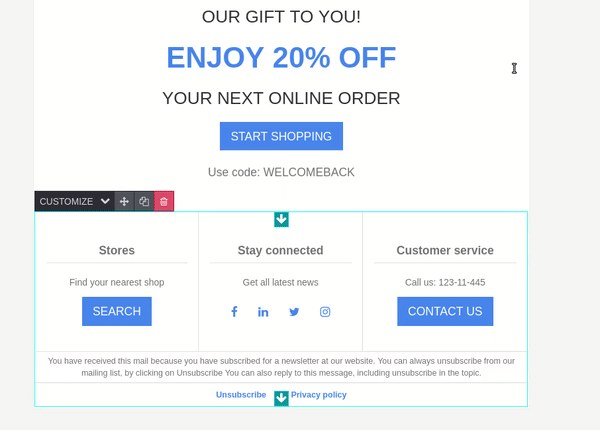 OUR GIFT TO YOU!
ENJOY 20% OFF
YOUR NEXT ONLINE ORDER
START SHOPPING
Use code: WELCOMEBACK
CUSTOMIZE
Stores
Find your nearest shop
SEARCH
Stay connected
Get all latest news
Customer service
Call us: 123-11-445
CONTACT US
You have received this mail because you have subscribed for a newsletter at our website. You can always unsubscribe from our
mailing list, by clicking on Unsubscribe You can also reply to this message, including unsubscribe in the topic.
Unsubscribe Privacy policy